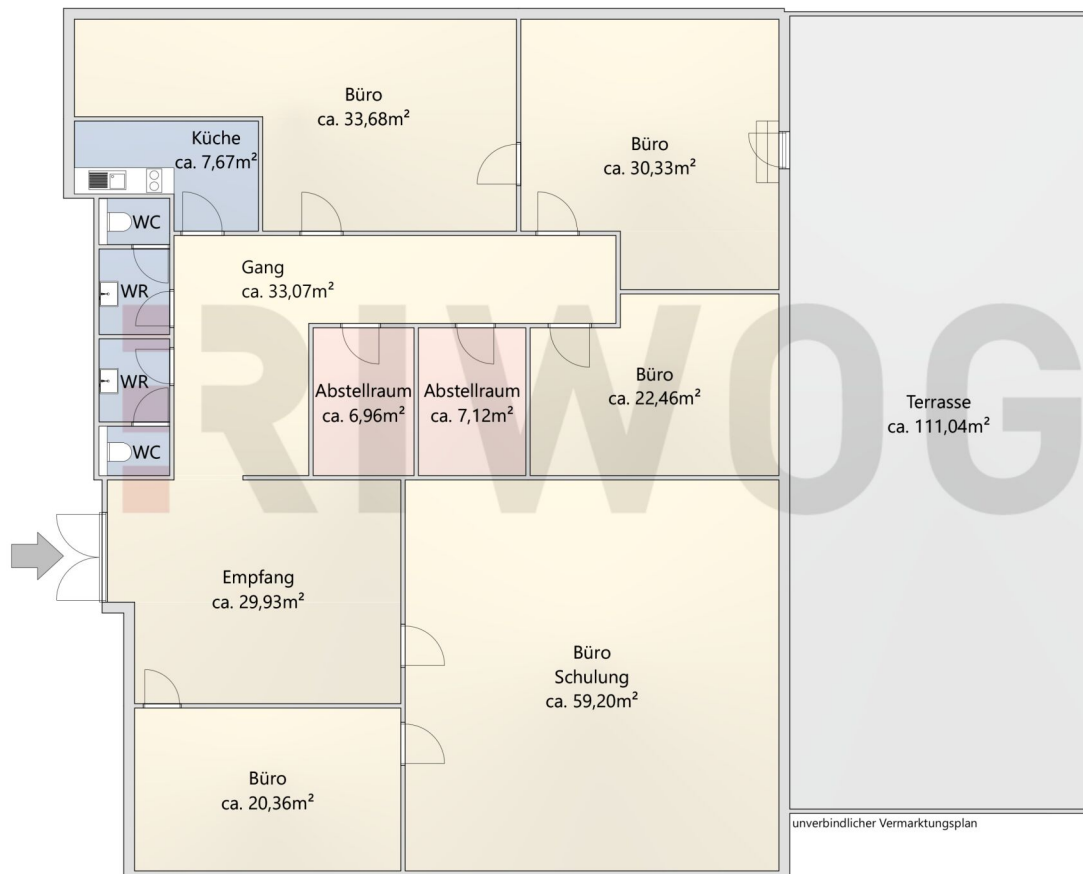 Büro
ca. 33,68m²
Küche
ca. 7,67m²
Büro
ca. 30,33m²
WC
Gang
ca. 33,07m²
WR
WR
WC
Abstellraum
ca. 6,96m²
Abstellraum
ca. 7,12m²
Büro
ca. 22,46m²
Terrasse
ca. 111,04m²
RIWOG
Empfang
ca. 29,93m²
Büro
Schulung
ca. 59,20m²
Büro
ca. 20,36m²
unverbindlicher Vermarktungsplan